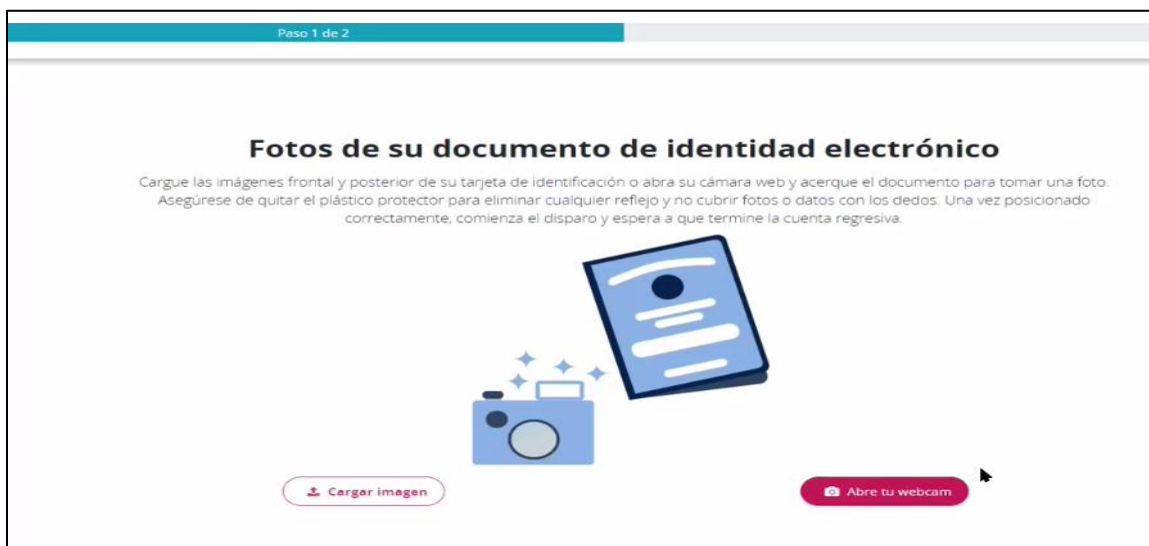 Paso 1 de 2
Fotos de su documento de identidad electrónico
Cargue las imágenes frontal y posterior de su tarjeta de identificación o abra su cámara web y acerque el documento para tomar una foto.
Asegúrese de quitar el plástico protector para eliminar cualquier reflejo y no cubrir fotos o datos con los dedos. Una vez posicionado
correctamente, comienza el disparo y espera a que termine la cuenta regresiva.
Cargar imagen
Abre tu webcam